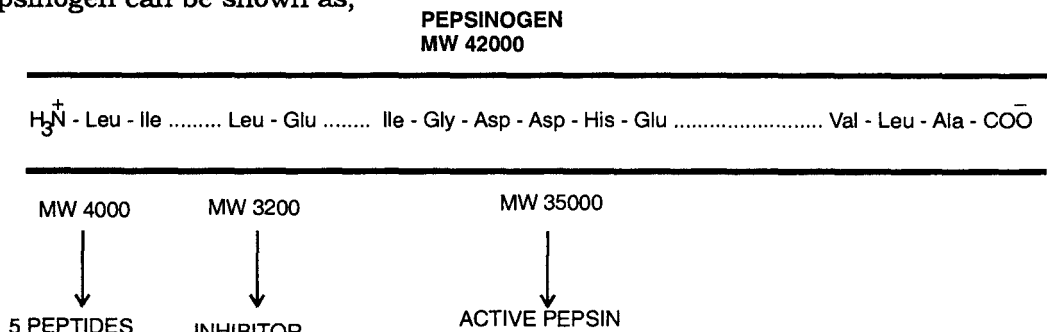 psinogen can be shown as,
PEPSINOGEN
MW 42000
H₃N⁺ - Leu - Ile ......... Leu - Glu ........ Ile - Gly - Asp - Asp - His - Glu ......................... Val - Leu - Ala - COO⁻
MW 4000 MW 3200 MW 35000
5 PEPTIDES INHIBITOR ACTIVE PEPSIN